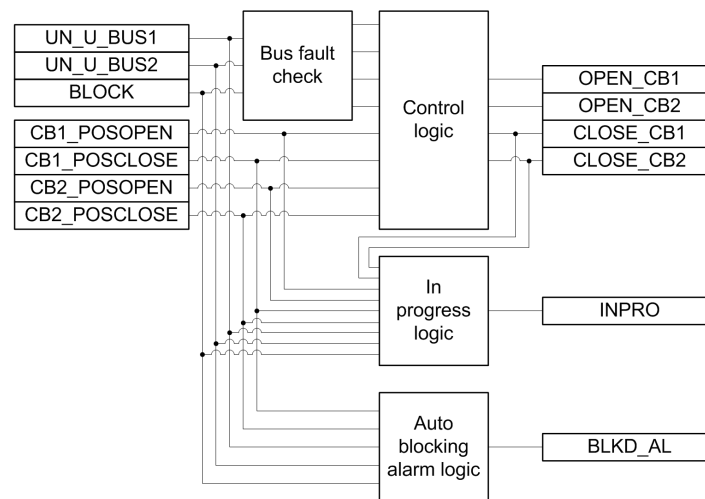 UN_U_BUS1
UN_U_BUS2
BLOCK
CB1_POSOPEN
CB1_POSCLOSE
CB2_POSOPEN
CB2_POSCLOSE
Bus fault
check
Control
logic
OPEN_CB1
OPEN_CB2
CLOSE_CB1
CLOSE_CB2
In
progress
logic
INPRO
Auto
blocking
alarm logic
BLKD_AL